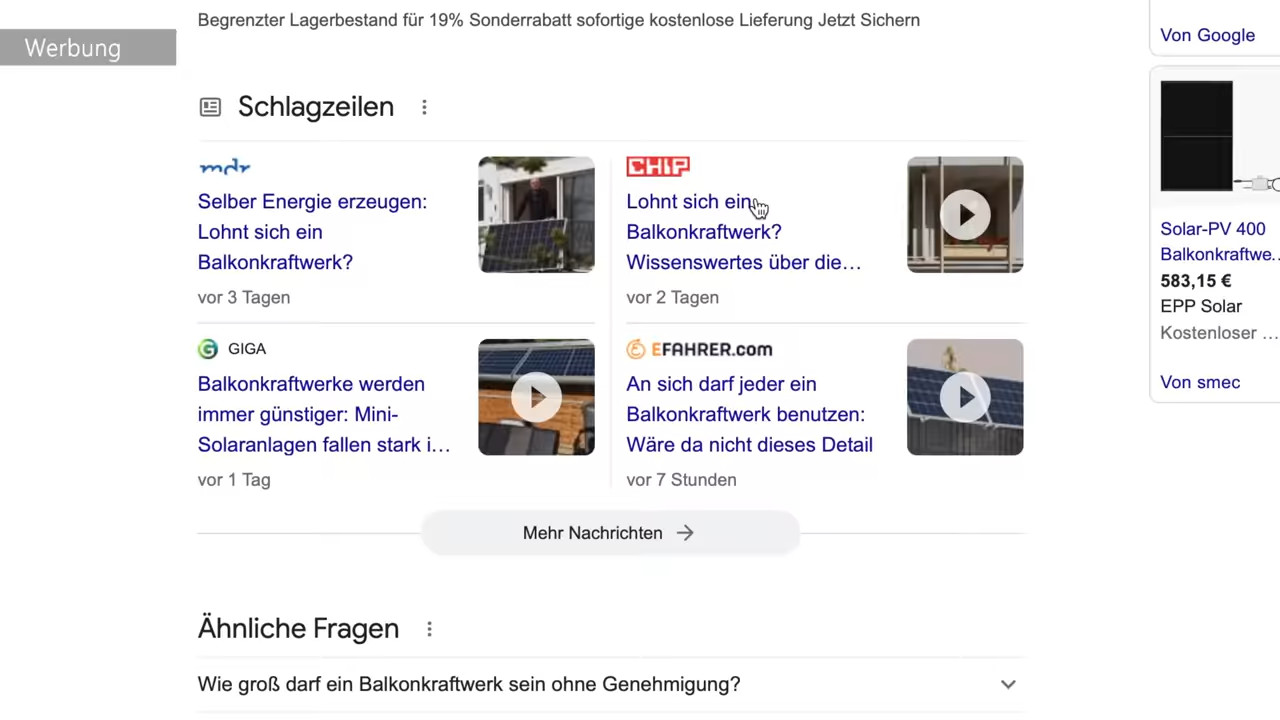 Begrenzter Lagerbestand für 19% Sonderrabatt sofortige kostenlose Lieferung Jetzt Sichern
Werbung
Schlagzeilen
mdr
Selber Energie erzeugen:
Lohnt sich ein
Balkonkraftwerk?
vor 3 Tagen
CHIP
Lohnt sich ein
Balkonkraftwerk?
Wissenswertes über die…
vor 2 Tagen
GIGA
Balkonkraftwerke werden
immer günstiger: Mini-
Solaranlagen fallen stark i…
vor 1 Tag
EFAHRER.com
An sich darf jeder ein
Balkonkraftwerk benutzen:
Wäre da nicht dieses Detail
vor 7 Stunden
Mehr Nachrichten
Ähnliche Fragen
Wie groß darf ein Balkonkraftwerk sein ohne Genehmigung?
Von Google
Solar-PV 400
Balkonkraftwe…
583,15 €
EPP Solar
Kostenloser …
Von smec